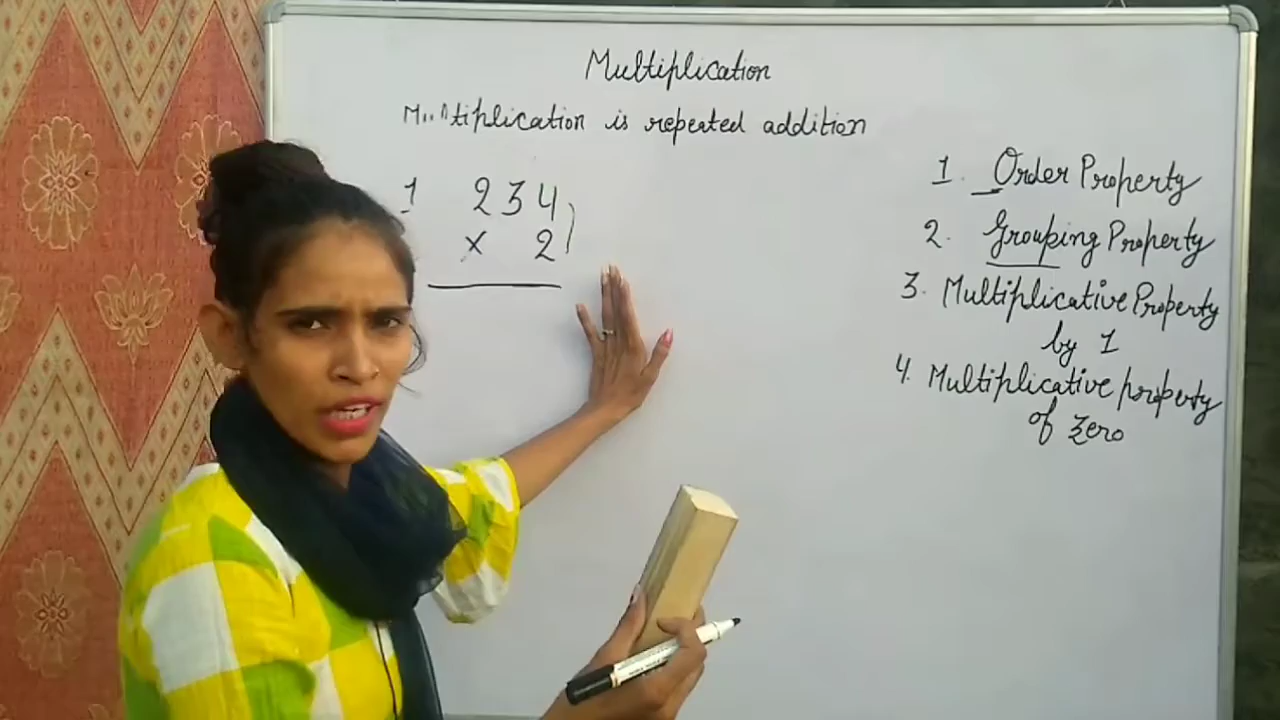 Multiplication
Multiplication is repeated addition
1 234
× 2
1. Order Property
2. Grouping Property
3. Multiplicative Property
by 1
4. Multiplicative property
of Zero